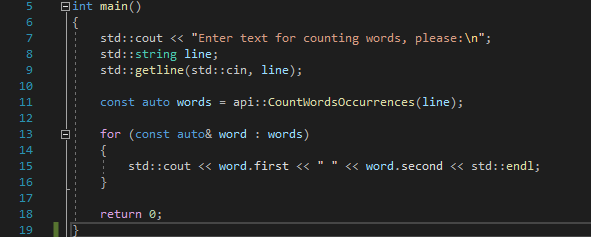 5 int main()
6 {
7 std::cout << "Enter text for counting words, please:\n";
8 std::string line;
9 std::getline(std::cin, line);
10
11 const auto words = api::CountWordsOccurrences(line);
12
13 for (const auto& word : words)
14 {
15 std::cout << word.first << " " << word.second << std::endl;
16 }
17
18 return 0;
19 }